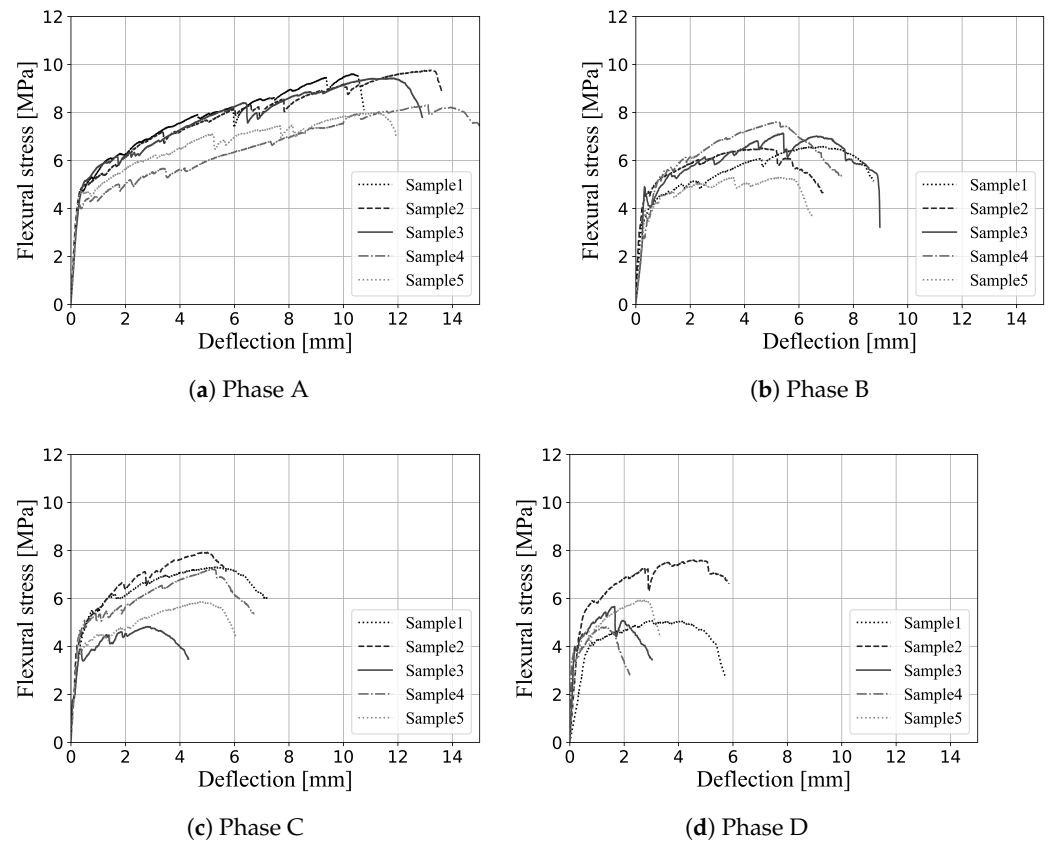 12
10
8
6
4
2
0
Flexural stress [MPa]
Sample1
Sample2
Sample3
Sample4
Sample5
0 2 4 6 8 10 12 14
Deflection [mm]
(a) Phase A
12
10
8
6
4
2
0
Flexural stress [MPa]
Sample1
Sample2
Sample3
Sample4
Sample5
0 2 4 6 8 10 12 14
Deflection [mm]
(b) Phase B
12
10
8
6
4
2
0
Flexural stress [MPa]
Sample1
Sample2
Sample3
Sample4
Sample5
0 2 4 6 8 10 12 14
Deflection [mm]
(c) Phase C
12
10
8
6
4
2
0
Flexural stress [MPa]
Sample1
Sample2
Sample3
Sample4
Sample5
0 2 4 6 8 10 12 14
Deflection [mm]
(d) Phase D